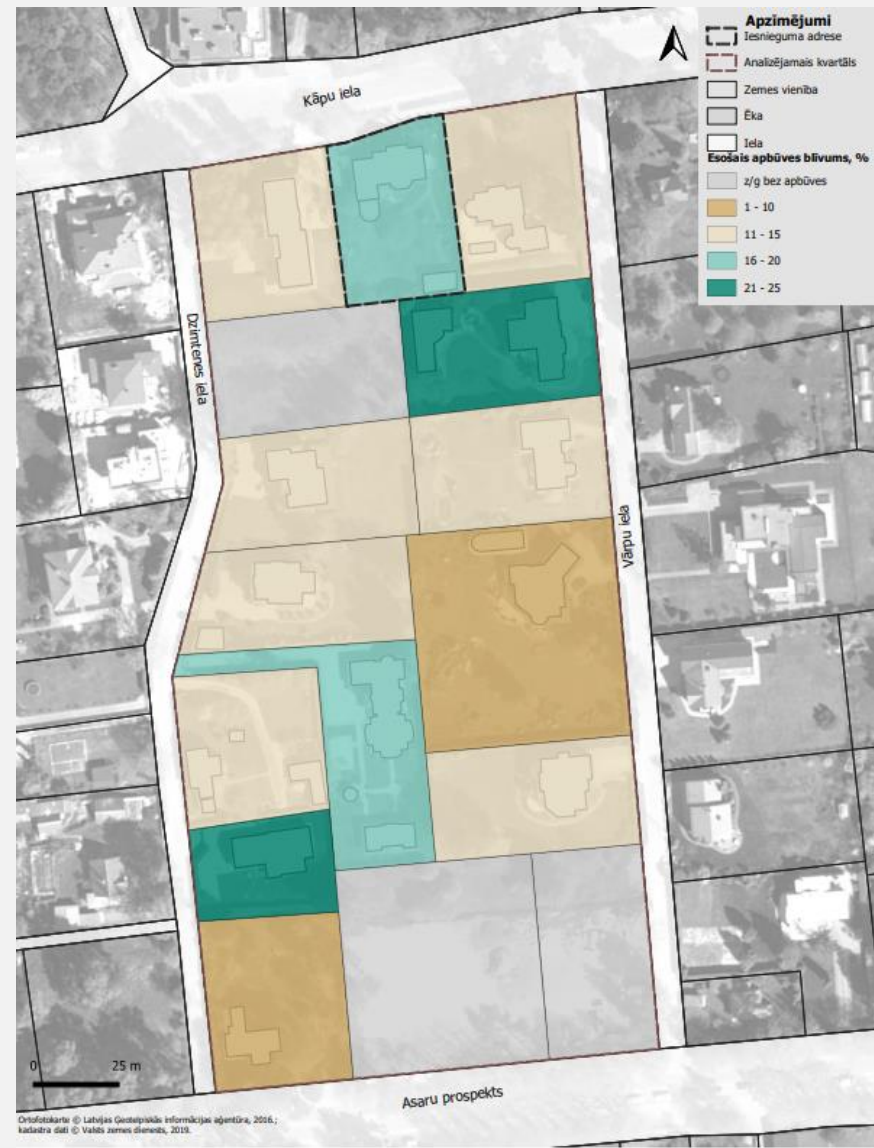 Apzīmējumi
Iesnieguma adrese
Analizējamais kvartāls
Zemes vienība
Ēka
Iela
Esošais apbūves blīvums, %
z/g bez apbūves
1 - 10
11 - 15
16 - 20
21 - 25
Kāpu iela
Dzimtenes iela
Vārpu iela
0 25 m
Asaru prospekts
Ortofotokarte © Latvijas Ģeotelpiskās informācijas aģentūra, 2016.;
kadastra dati © Valsts zemes dienests, 2019.